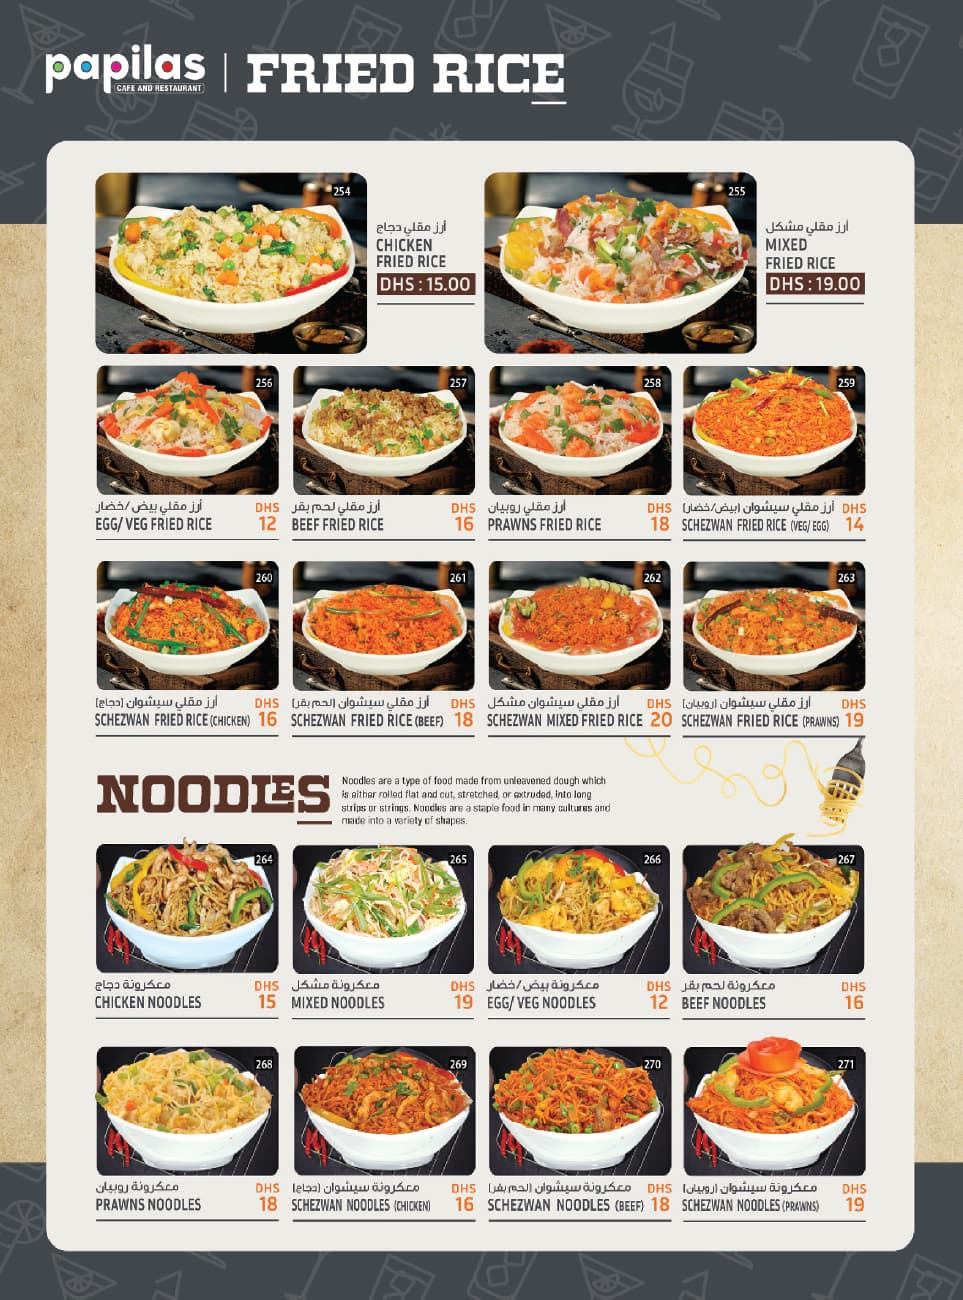 papilas
CAFE AND RESTAURANT
FRIED RICE
254
أرز مقلي دجاج
CHICKEN
FRIED RICE
DHS : 15.00
255
أرز مقلي مشكل
MIXED
FRIED RICE
DHS : 19.00
256
أرز مقلي بيض /خضار
DHS
EGG/ VEG FRIED RICE
12
257
أرز مقلي لحم بقر
DHS
BEEF FRIED RICE
16
258
أرز مقلي روبيان
DHS
PRAWNS FRIED RICE
18
259
أرز مقلي سيشوان (بيض/خضار)
DHS
SCHEZWAN FRIED RICE (VEG/ EGG)
14
260
أرز مقلي سيشوان (دجاج)
DHS
SCHEZWAN FRIED RICE (CHICKEN)
16
261
أرز مقلي سيشوان (لحم بقر)
DHS
SCHEZWAN FRIED RICE (BEEF)
18
262
أرز مقلي سيشوان مشكل
DHS
SCHEZWAN MIXED FRIED RICE
20
263
أرز مقلي سيشوان (روبيان)
DHS
SCHEZWAN FRIED RICE (PRAWNS)
19
NOODLES
Noodles are a type of food made from unleavened dough which
is either rolled flat and cut, stretched, or extruded, into long
strips or strings. Noodles are a staple food in many cultures and
made into a variety of shapes.
264
معكرونة دجاج
DHS
CHICKEN NOODLES
15
265
معكرونة مشكل
DHS
MIXED NOODLES
19
266
معكرونة بيض/خضار
DHS
EGG/ VEG NOODLES
12
267
معكرونة لحم بقر
DHS
BEEF NOODLES
16
268
معكرونة روبيان
DHS
PRAWNS NOODLES
18
269
معكرونة سيشوان (دجاج)
DHS
SCHEZWAN NOODLES (CHICKEN)
16
270
معكرونة سيشوان (لحم بقر)
DHS
SCHEZWAN NOODLES (BEEF)
18
271
معكرونة سيشوان (روبيان)
DHS
SCHEZWAN NOODLES (PRAWNS)
19